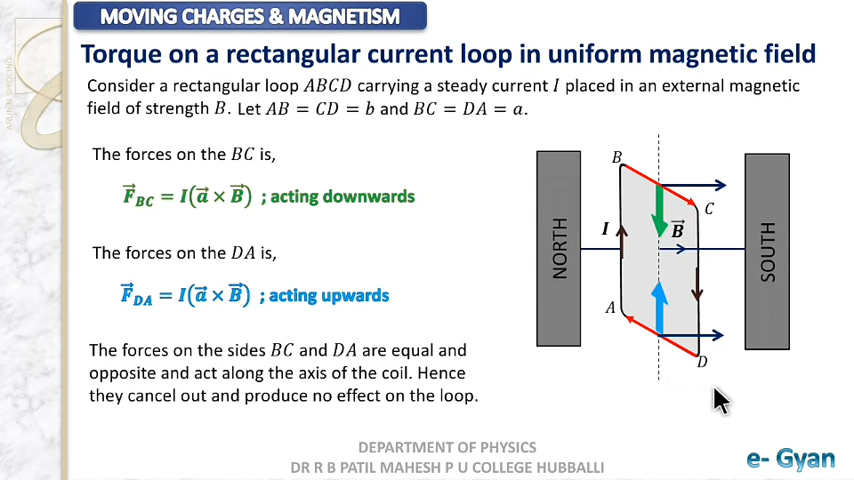 MOVING CHARGES & MAGNETISM
Torque on a rectangular current loop in uniform magnetic field
Consider a rectangular loop ABCD carrying a steady current I placed in an external magnetic
field of strength B. Let AB = CD = b and BC = DA = a.
The forces on the BC is,
F⃗_BC = I(a⃗ × B⃗) ; acting downwards
The forces on the DA is,
F⃗_DA = I(a⃗ × B⃗) ; acting upwards
The forces on the sides BC and DA are equal and
opposite and act along the axis of the coil. Hence
they cancel out and produce no effect on the loop.
NORTH
B
C
I
B⃗
A
D
SOUTH
DEPARTMENT OF PHYSICS
DR R B PATIL MAHESH P U COLLEGE HUBBALLI
e- Gyan